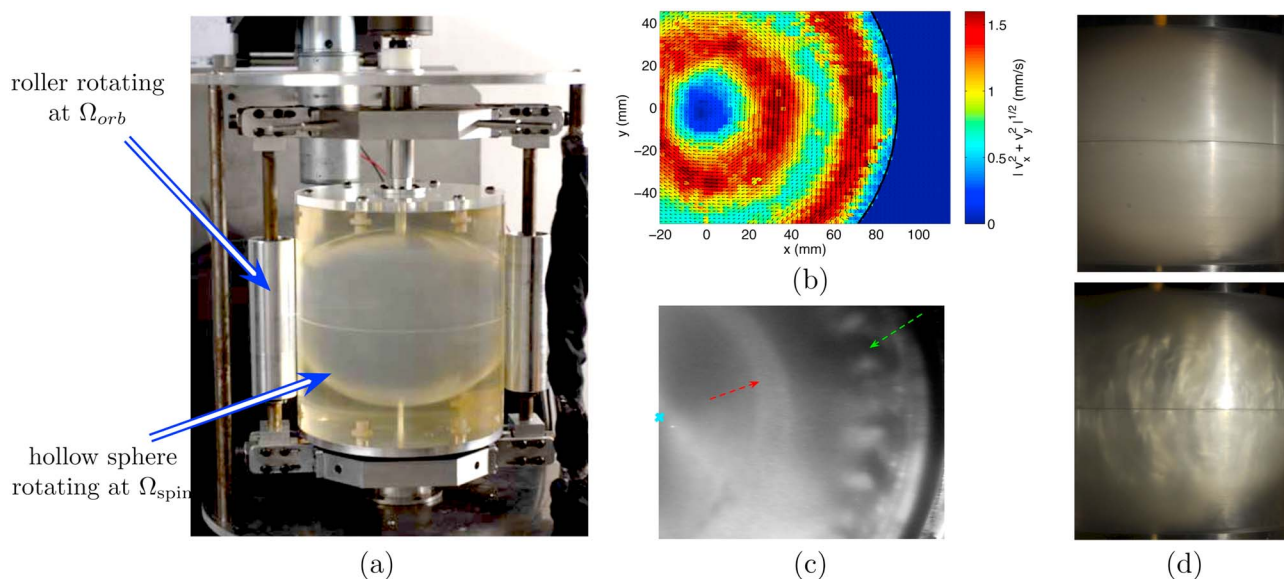 roller rotating
at Ω_orb
hollow sphere
rotating at Ω_spin
(a)
40
20
0
−20
−40
y (mm)
−20 0 20 40 60 80 100
x (mm)
1.5
1
0.5
0
| v_x^2 + v_y^2 |^1/2 (mm/s)
(b)
(c)
(d)